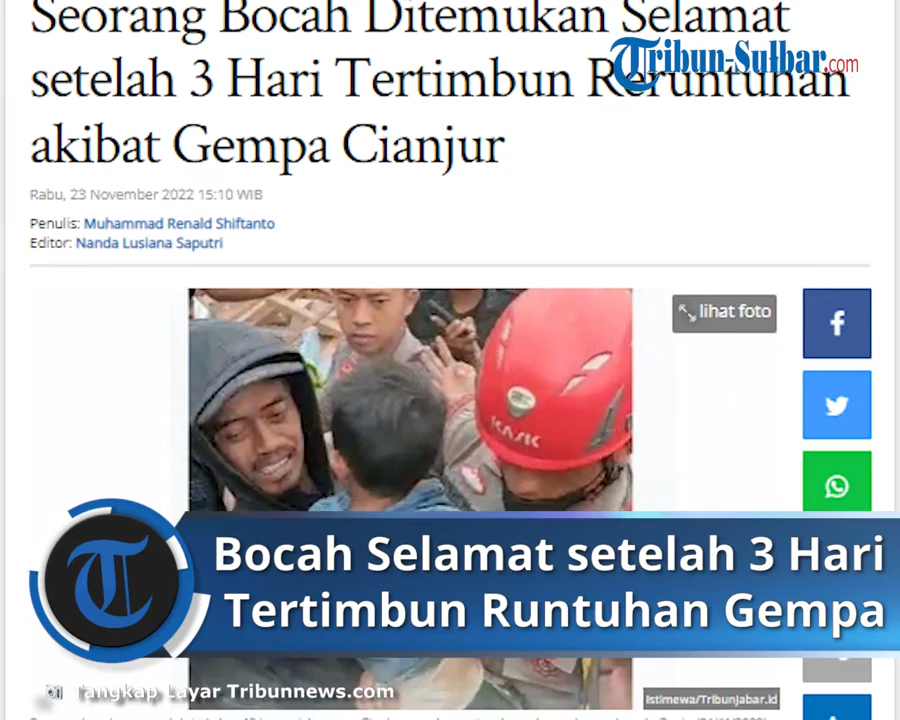 Seorang Bocah Ditemukan Selamat
Tribun-Sulbar.com
setelah 3 Hari Tertimbun Reruntuhan
akibat Gempa Cianjur
Rabu, 23 November 2022 15:10 WIB
Penulis: Muhammad Renald Shiftanto
Editor: Nanda Lusiana Saputri
lihat foto
KASK
Bocah Selamat setelah 3 Hari
Tertimbun Runtuhan Gempa
Tangkap Layar Tribunnews.com
Istimewa/Tribunjabar.id